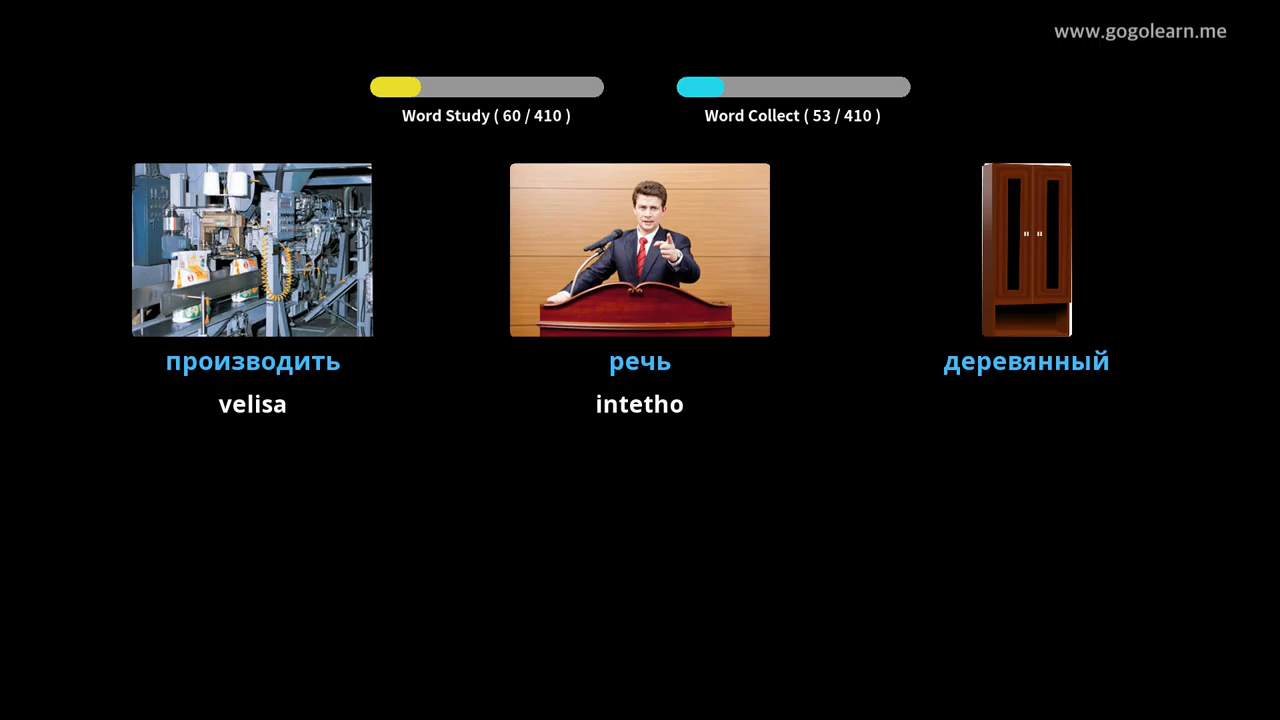 www.gogolearn.me
Word Study ( 60 / 410 )
Word Collect ( 53 / 410 )
производить
речь
деревянный
velisa
intetho